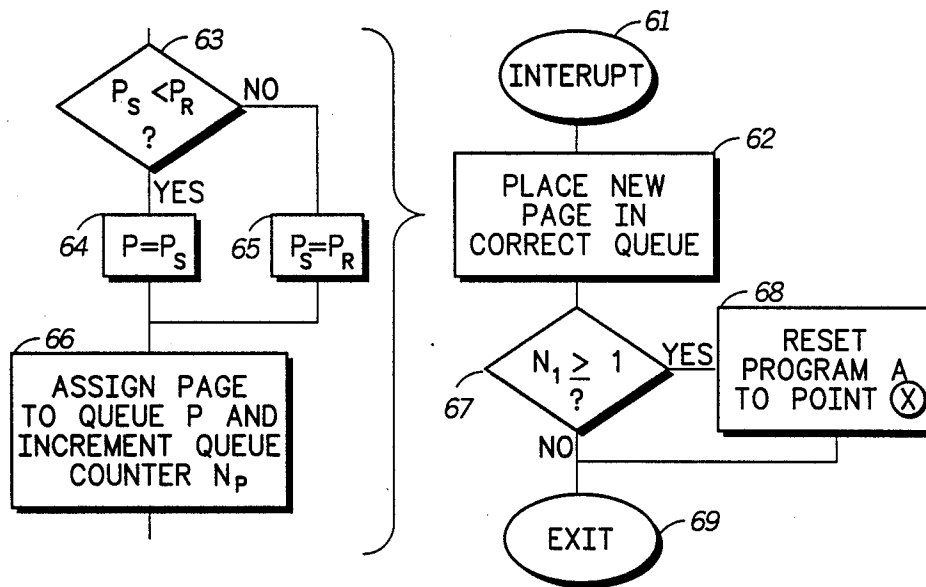 63
P_S <P_R
?
NO
YES
64
P=P_S
65
P_S=P_R
66
ASSIGN PAGE
TO QUEUE P AND
INCREMENT QUEUE
COUNTER N_P
61
INTERUPT
62
PLACE NEW
PAGE IN
CORRECT QUEUE
67
N_1 ≥ 1
?
YES
NO
68
RESET
PROGRAM A
TO POINT Ⓧ
EXIT
69